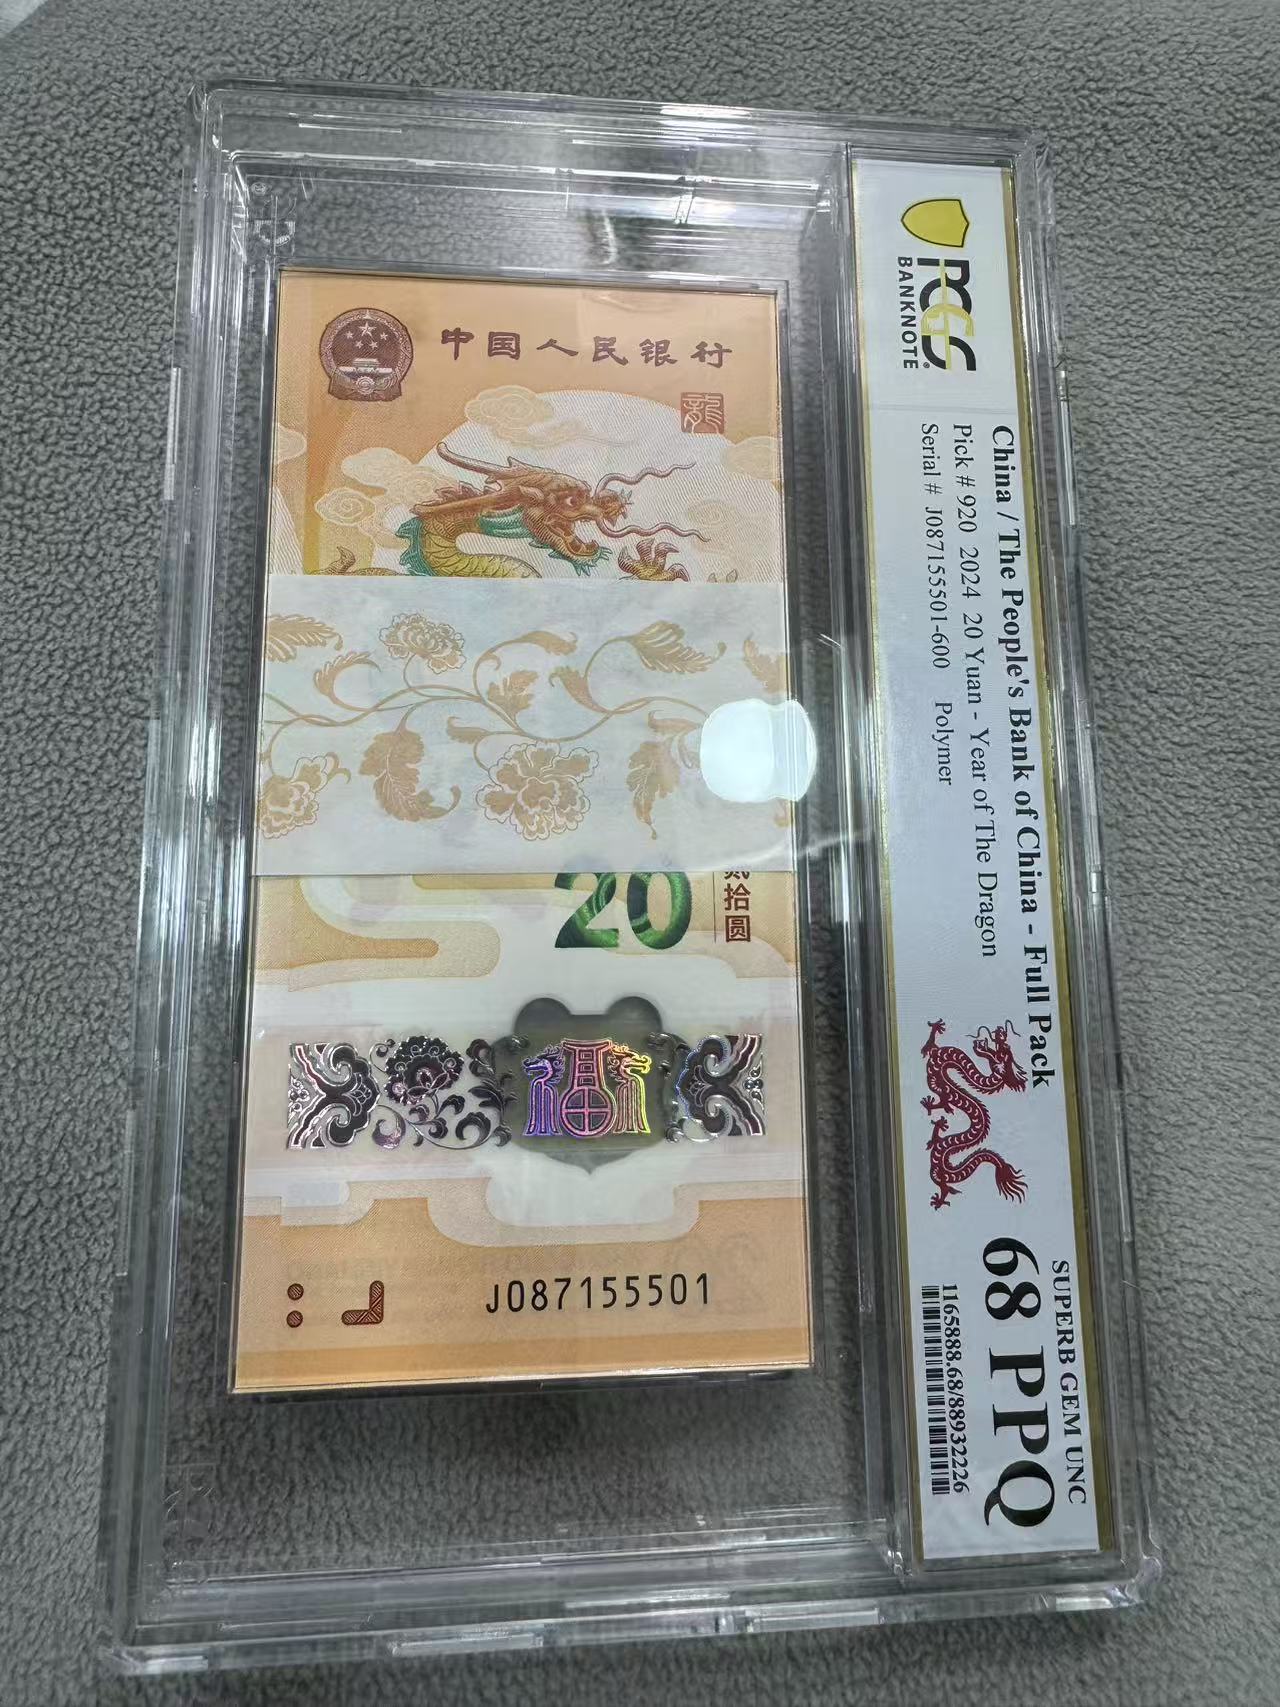 中国人民银行
龍
20
贰拾圆
福
J087155501
PCGS
BANKNOTE
China / The People's Bank of China - Full Pack
Pick # 920 2024 20 Yuan - Year of The Dragon
Serial # J087155501-600 Polymer
SUPERB GEM UNC
68 PPQ
1165888.68/88932226